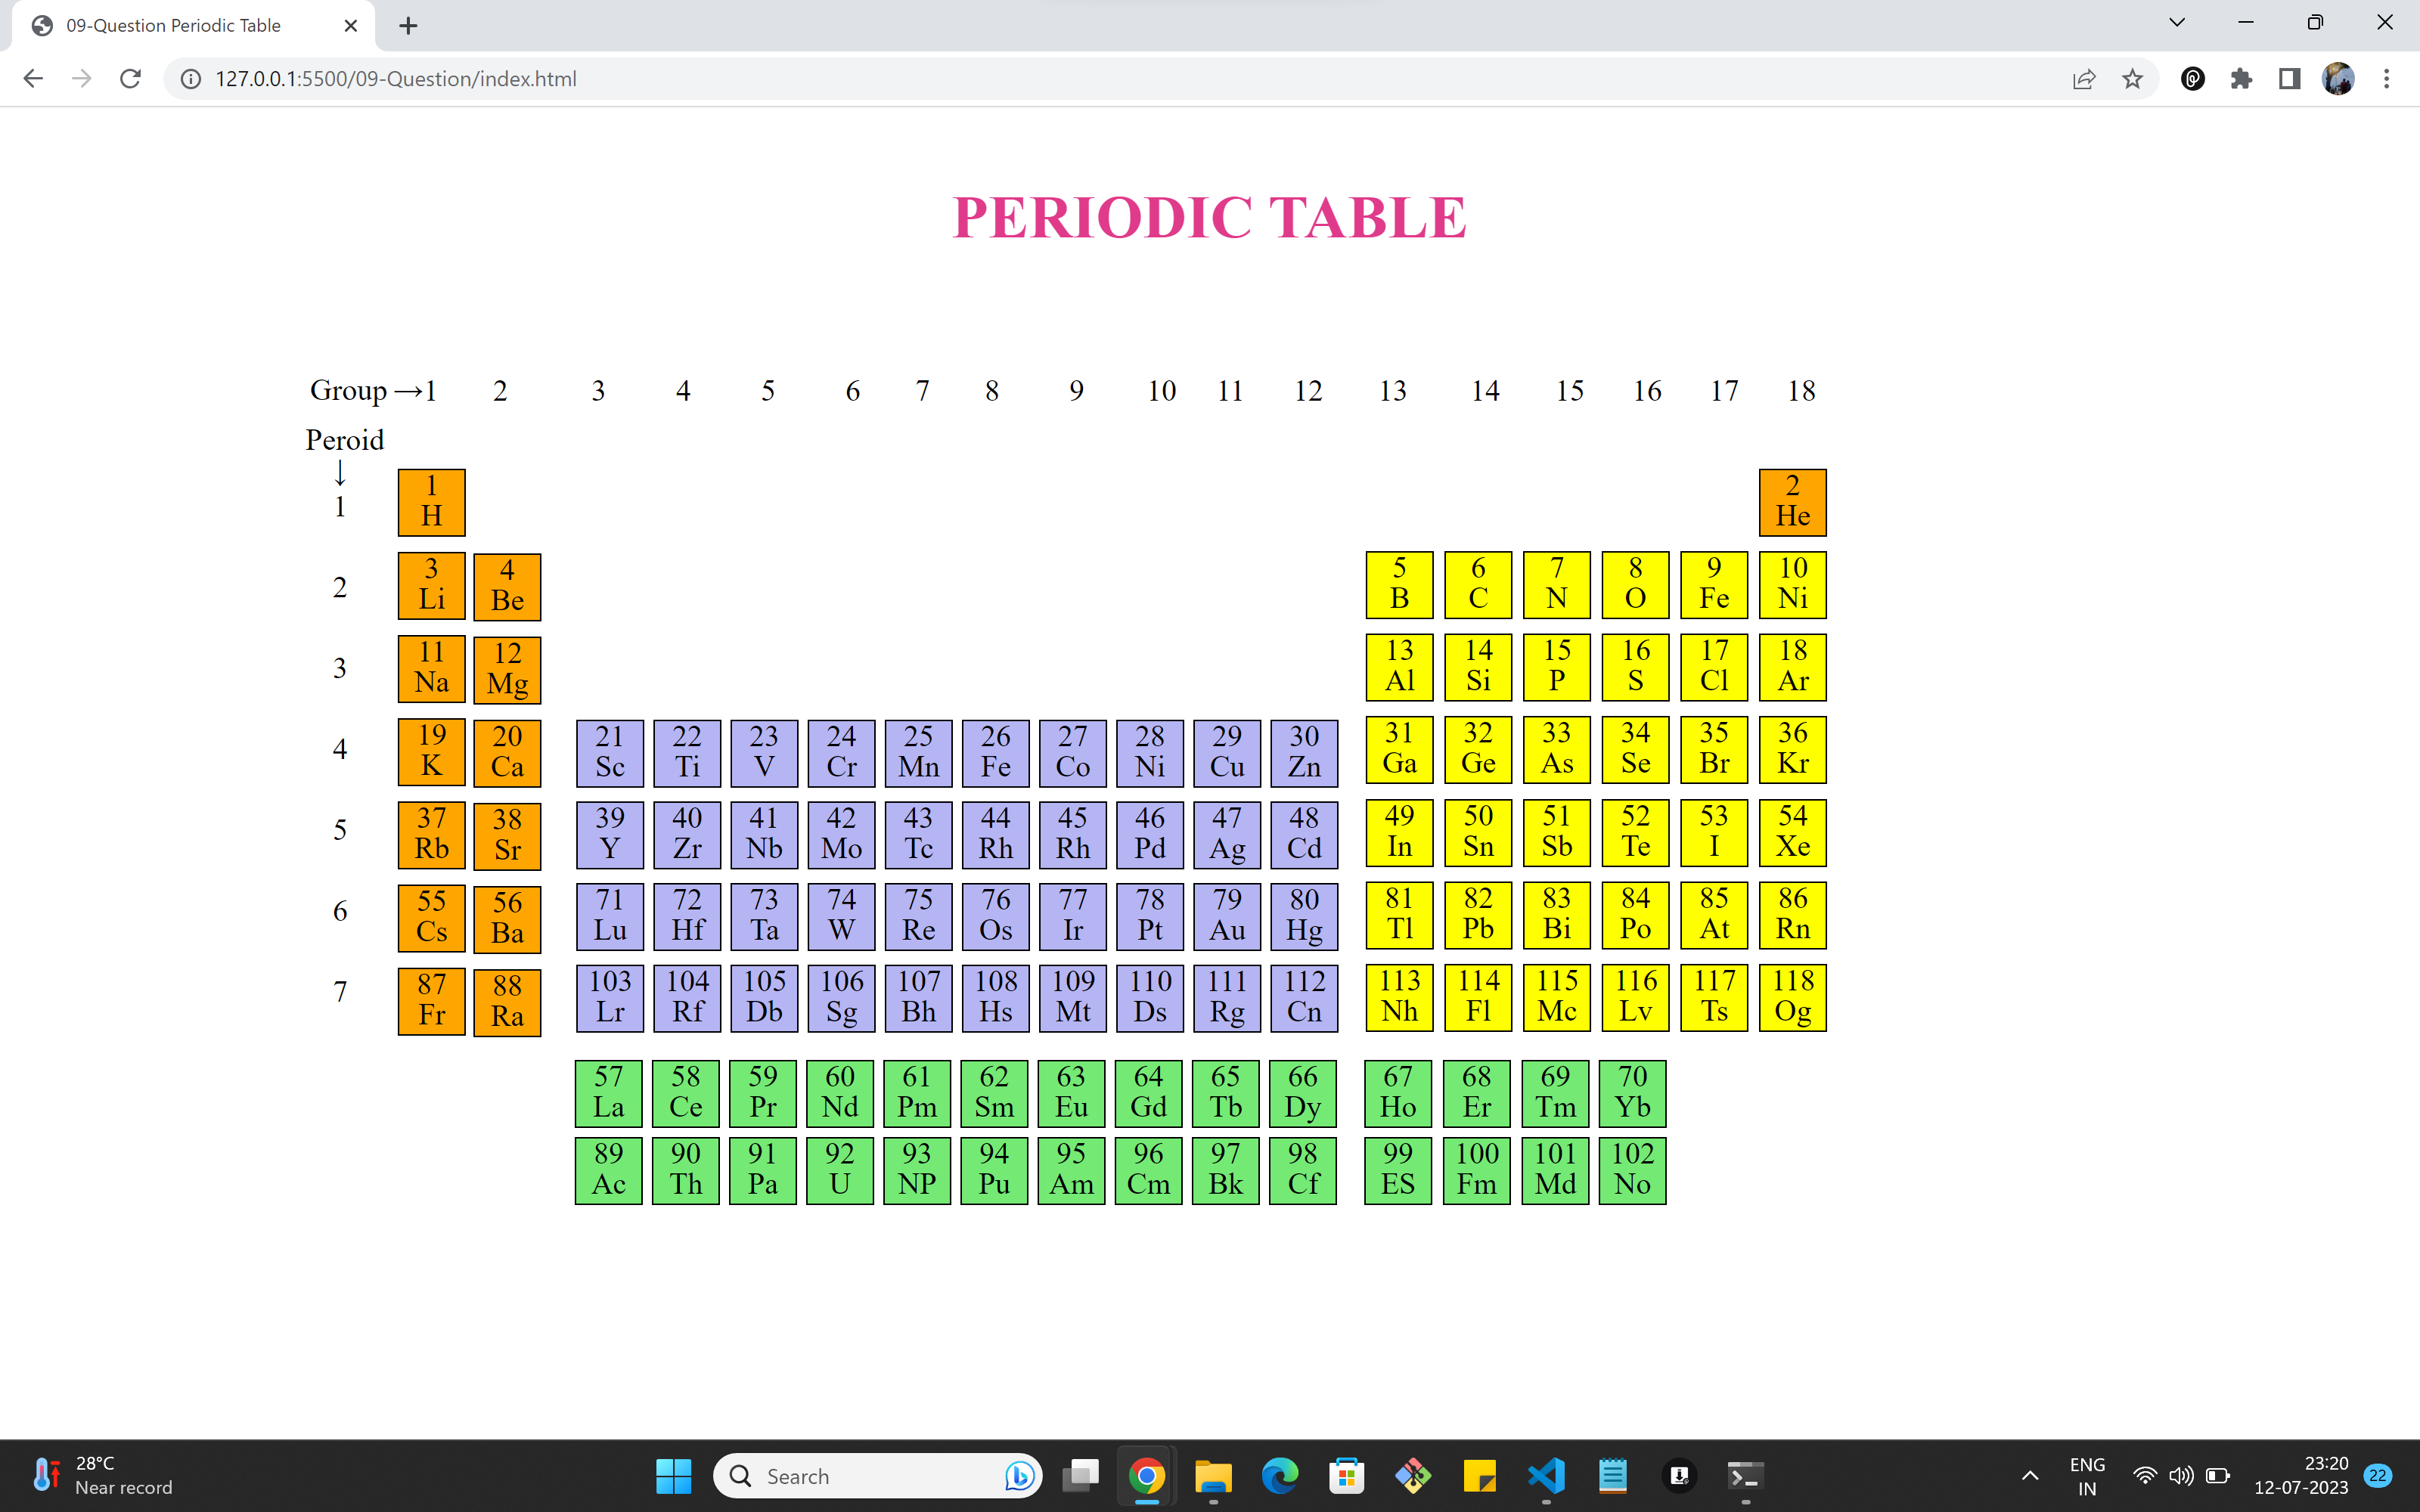 09-Question Periodic Table
127.0.0.1:5500/09-Question/index.html
PERIODIC TABLE
Group →1 2 3 4 5 6 7 8 9 10 11 12 13 14 15 16 17 18
Peroid
↓
1 1 2
H He
2 3 4 5 6 7 8 9 10
Li Be B C N O Fe Ni
3 11 12 13 14 15 16 17 18
Na Mg Al Si P S Cl Ar
4 19 20 21 22 23 24 25 26 27 28 29 30 31 32 33 34 35 36
K Ca Sc Ti V Cr Mn Fe Co Ni Cu Zn Ga Ge As Se Br Kr
5 37 38 39 40 41 42 43 44 45 46 47 48 49 50 51 52 53 54
Rb Sr Y Zr Nb Mo Tc Rh Rh Pd Ag Cd In Sn Sb Te I Xe
6 55 56 71 72 73 74 75 76 77 78 79 80 81 82 83 84 85 86
Cs Ba Lu Hf Ta W Re Os Ir Pt Au Hg Tl Pb Bi Po At Rn
7 87 88 103 104 105 106 107 108 109 110 111 112 113 114 115 116 117 118
Fr Ra Lr Rf Db Sg Bh Hs Mt Ds Rg Cn Nh Fl Mc Lv Ts Og
57 58 59 60 61 62 63 64 65 66 67 68 69 70
La Ce Pr Nd Pm Sm Eu Gd Tb Dy Ho Er Tm Yb
89 90 91 92 93 94 95 96 97 98 99 100 101 102
Ac Th Pa U NP Pu Am Cm Bk Cf ES Fm Md No
28°C
Near record
Search
ENG
IN
23:20
12-07-2023
22